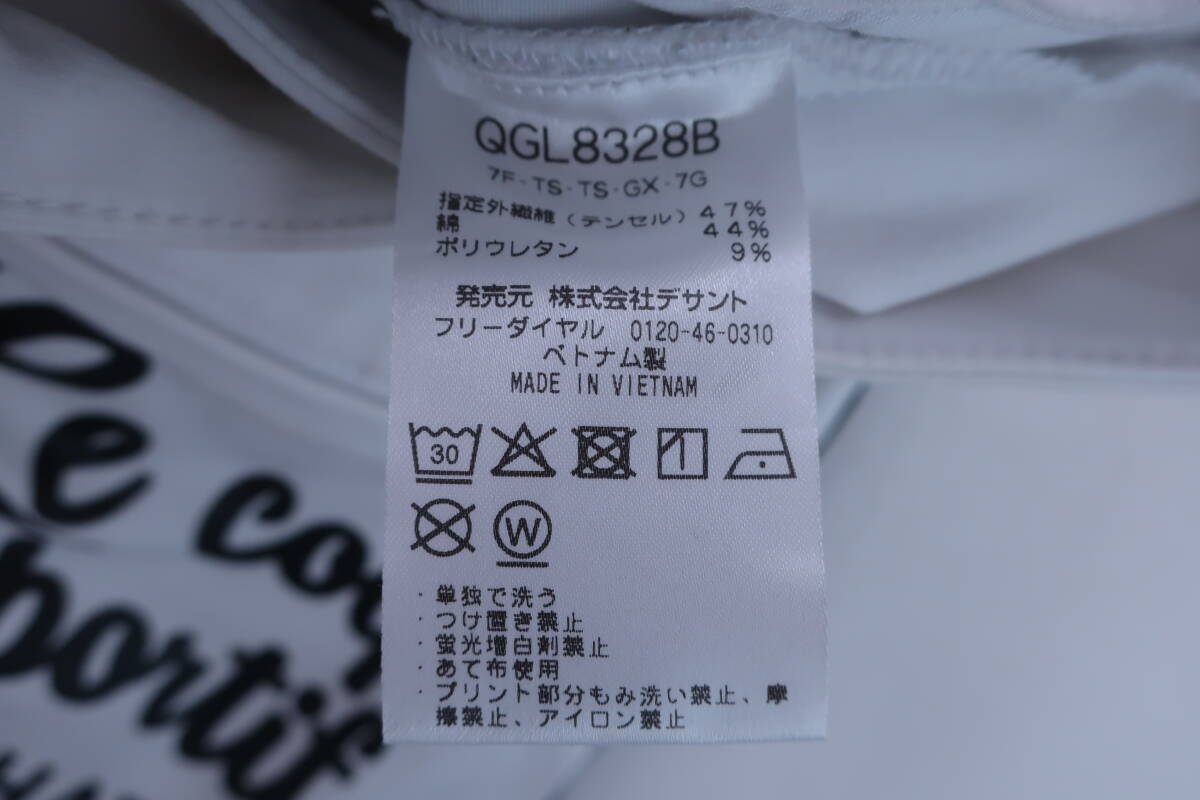 QGL8328B
7F-TS-TS-GX-7G
指定外繊維(テンセル) 47%
綿 44%
ポリウレタン 9%
発売元 株式会社デサント
フリーダイヤル 0120-46-0310
ベトナム製
MADE IN VIETNAM
30
W
・単独で洗う
・つけ置き禁止
・蛍光増白剤禁止
・あて布使用
・プリント部分もみ洗い禁止、摩
擦禁止、アイロン禁止
le coq
sportif